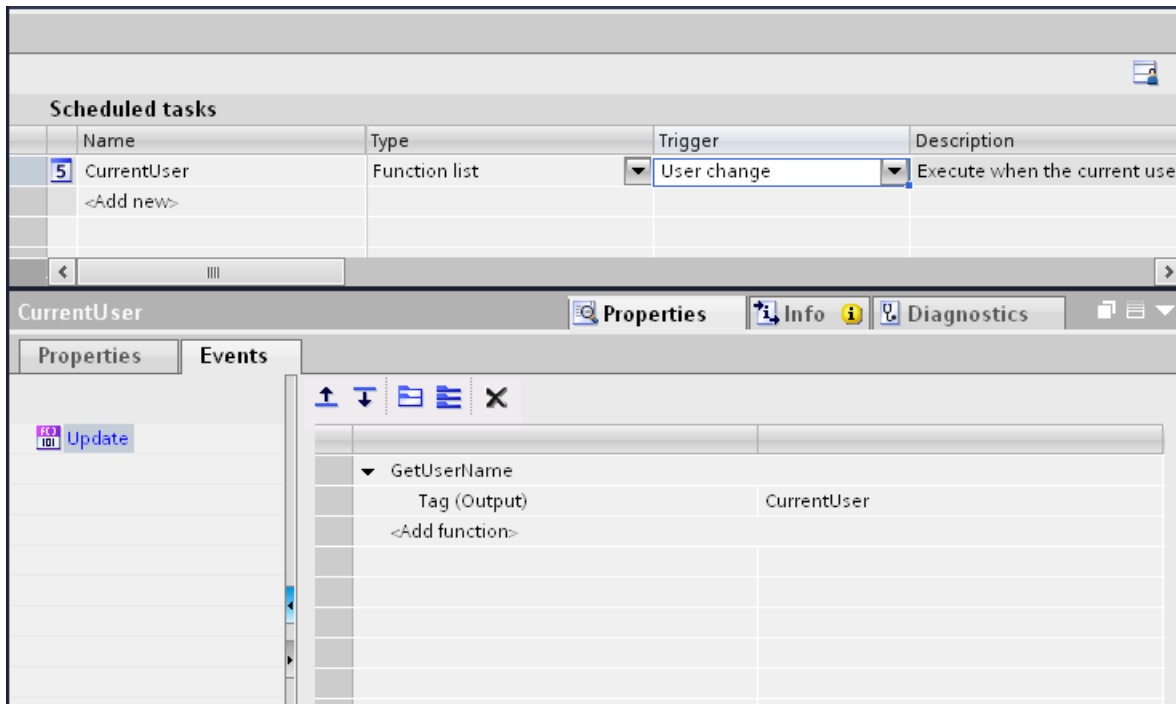 Scheduled tasks
Name Type Trigger Description
5 CurrentUser Function list User change Execute when the current use
<Add new>
CurrentUser Properties Info Diagnostics
Properties Events
Update
GetUserName
Tag (Output) CurrentUser
<Add function>